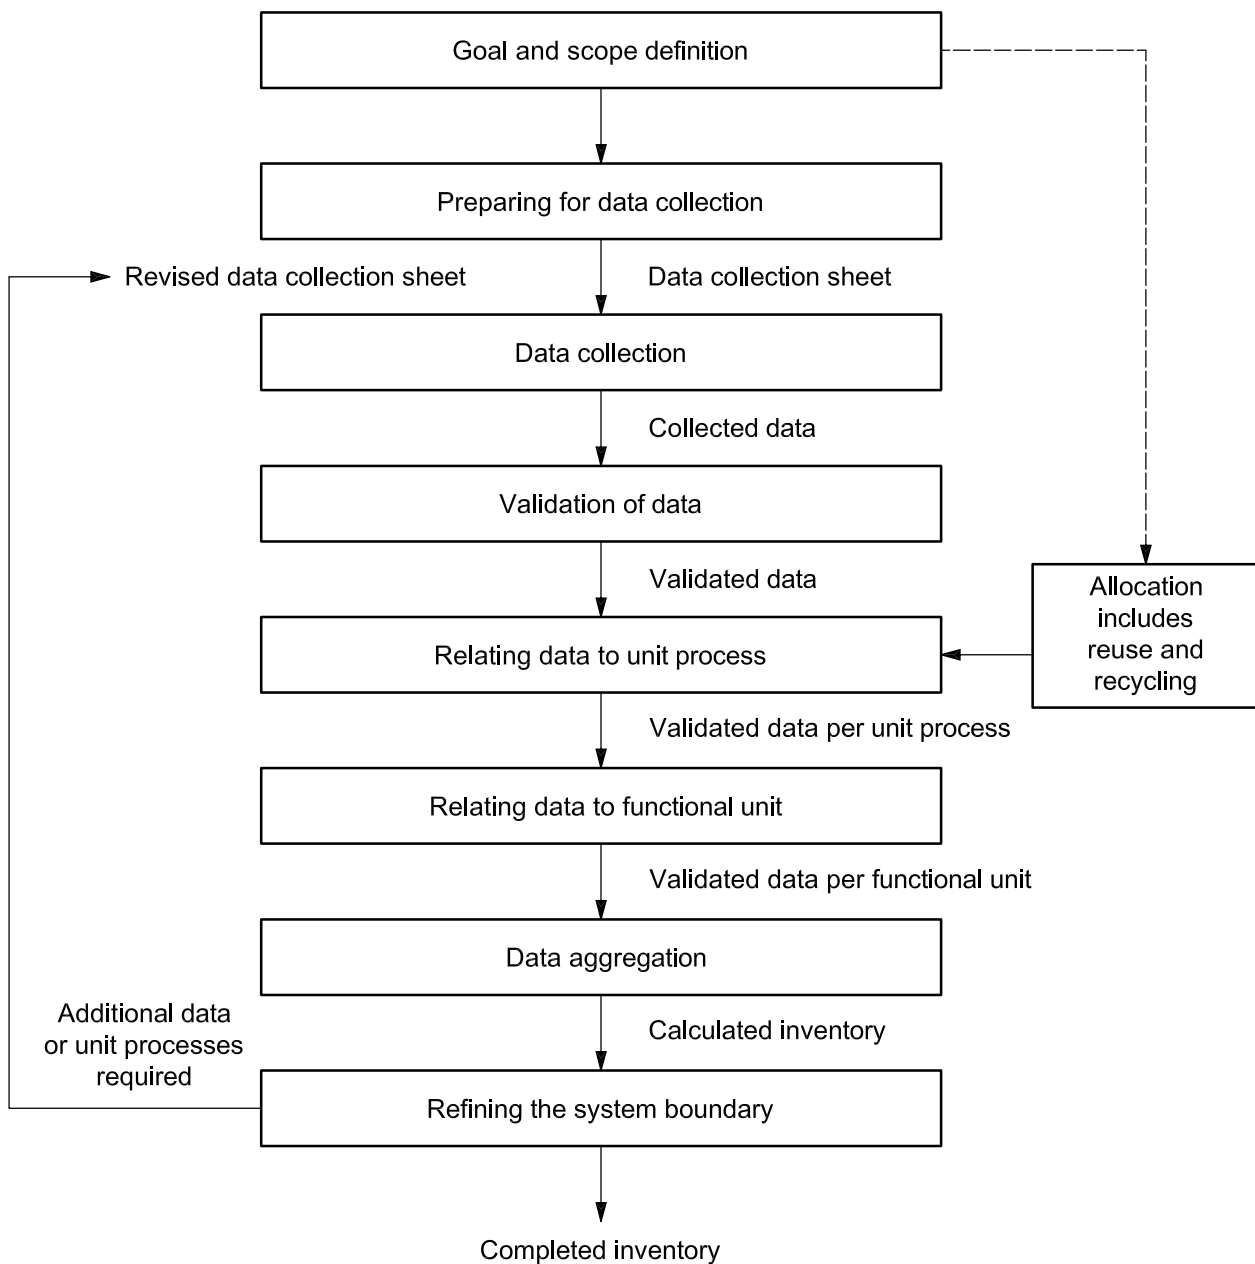 Goal and scope definition
Preparing for data collection
Revised data collection sheet
Data collection sheet
Data collection
Collected data
Validation of data
Validated data
Allocation
includes
reuse and
recycling
Relating data to unit process
Validated data per unit process
Relating data to functional unit
Validated data per functional unit
Data aggregation
Additional data
or unit processes
required
Calculated inventory
Refining the system boundary
Completed inventory